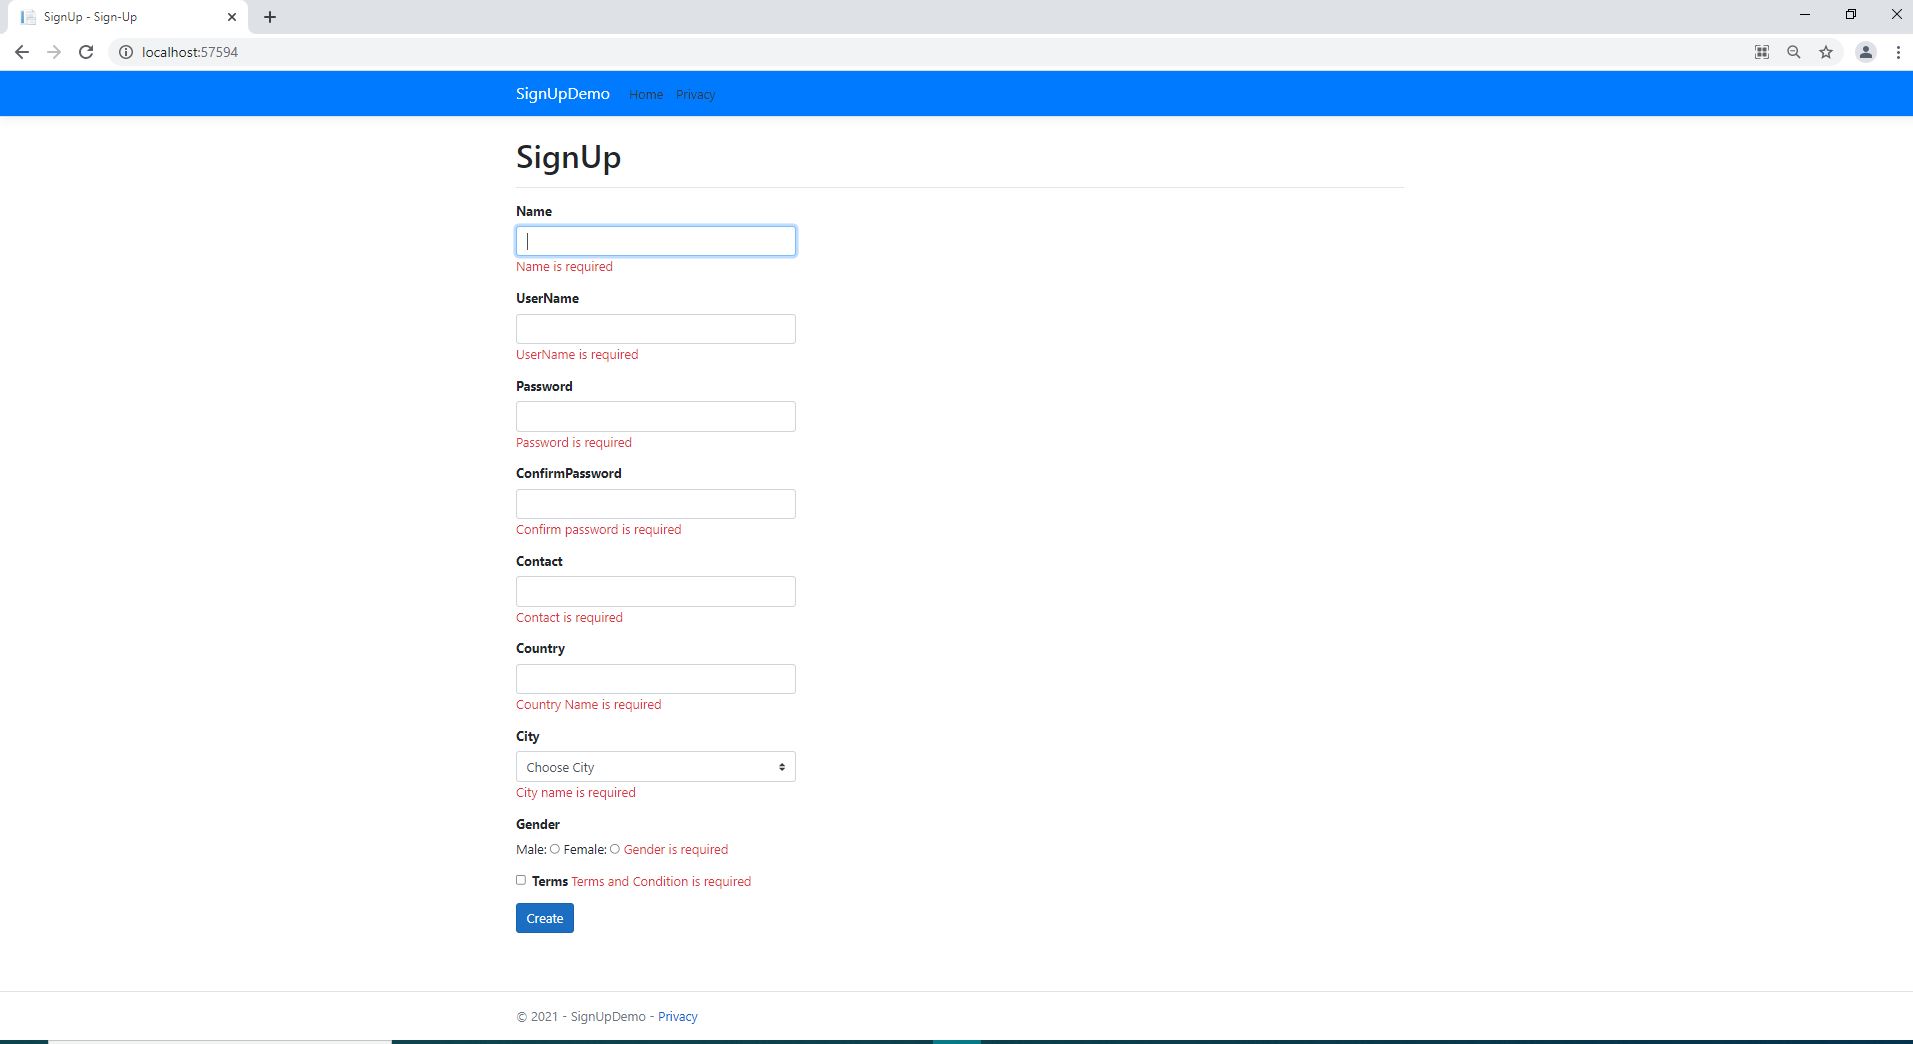 SignUp - Sign-Up
localhost:57594
SignUpDemo Home Privacy
SignUp
Name
Name is required
UserName
UserName is required
Password
Password is required
ConfirmPassword
Confirm password is required
Contact
Contact is required
Country
Country Name is required
City
Choose City
City name is required
Gender
Male: Female: Gender is required
Terms Terms and Condition is required
Create
© 2021 - SignUpDemo - Privacy